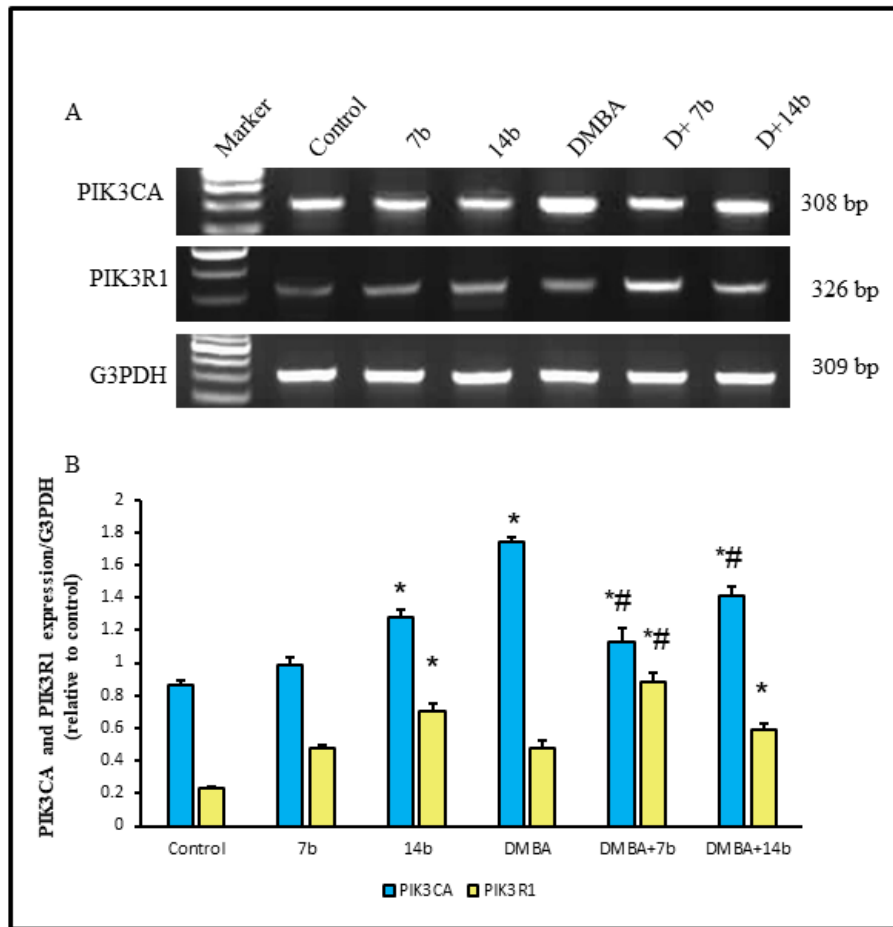 A
Marker Control 7b 14b DMBA D+ 7b D+14b
PIK3CA 308 bp
PIK3R1 326 bp
G3PDH 309 bp
B
PIK3CA and PIK3R1 expression/G3PDH
(relative to control)
2
1.8
1.6
1.4
1.2
1
0.8
0.6
0.4
0.2
0
* * * *# *# *# *
Control 7b 14b DMBA DMBA+7b DMBA+14b
PIK3CA PIK3R1